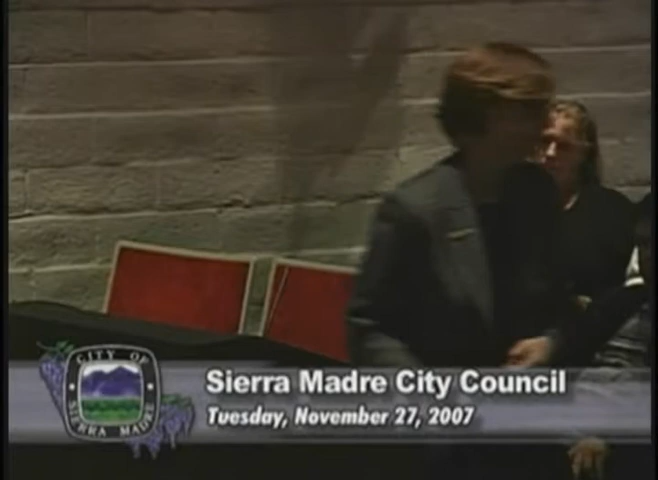 CITY OF
SIERRA MADRE
Sierra Madre City Council
Tuesday, November 27, 2007